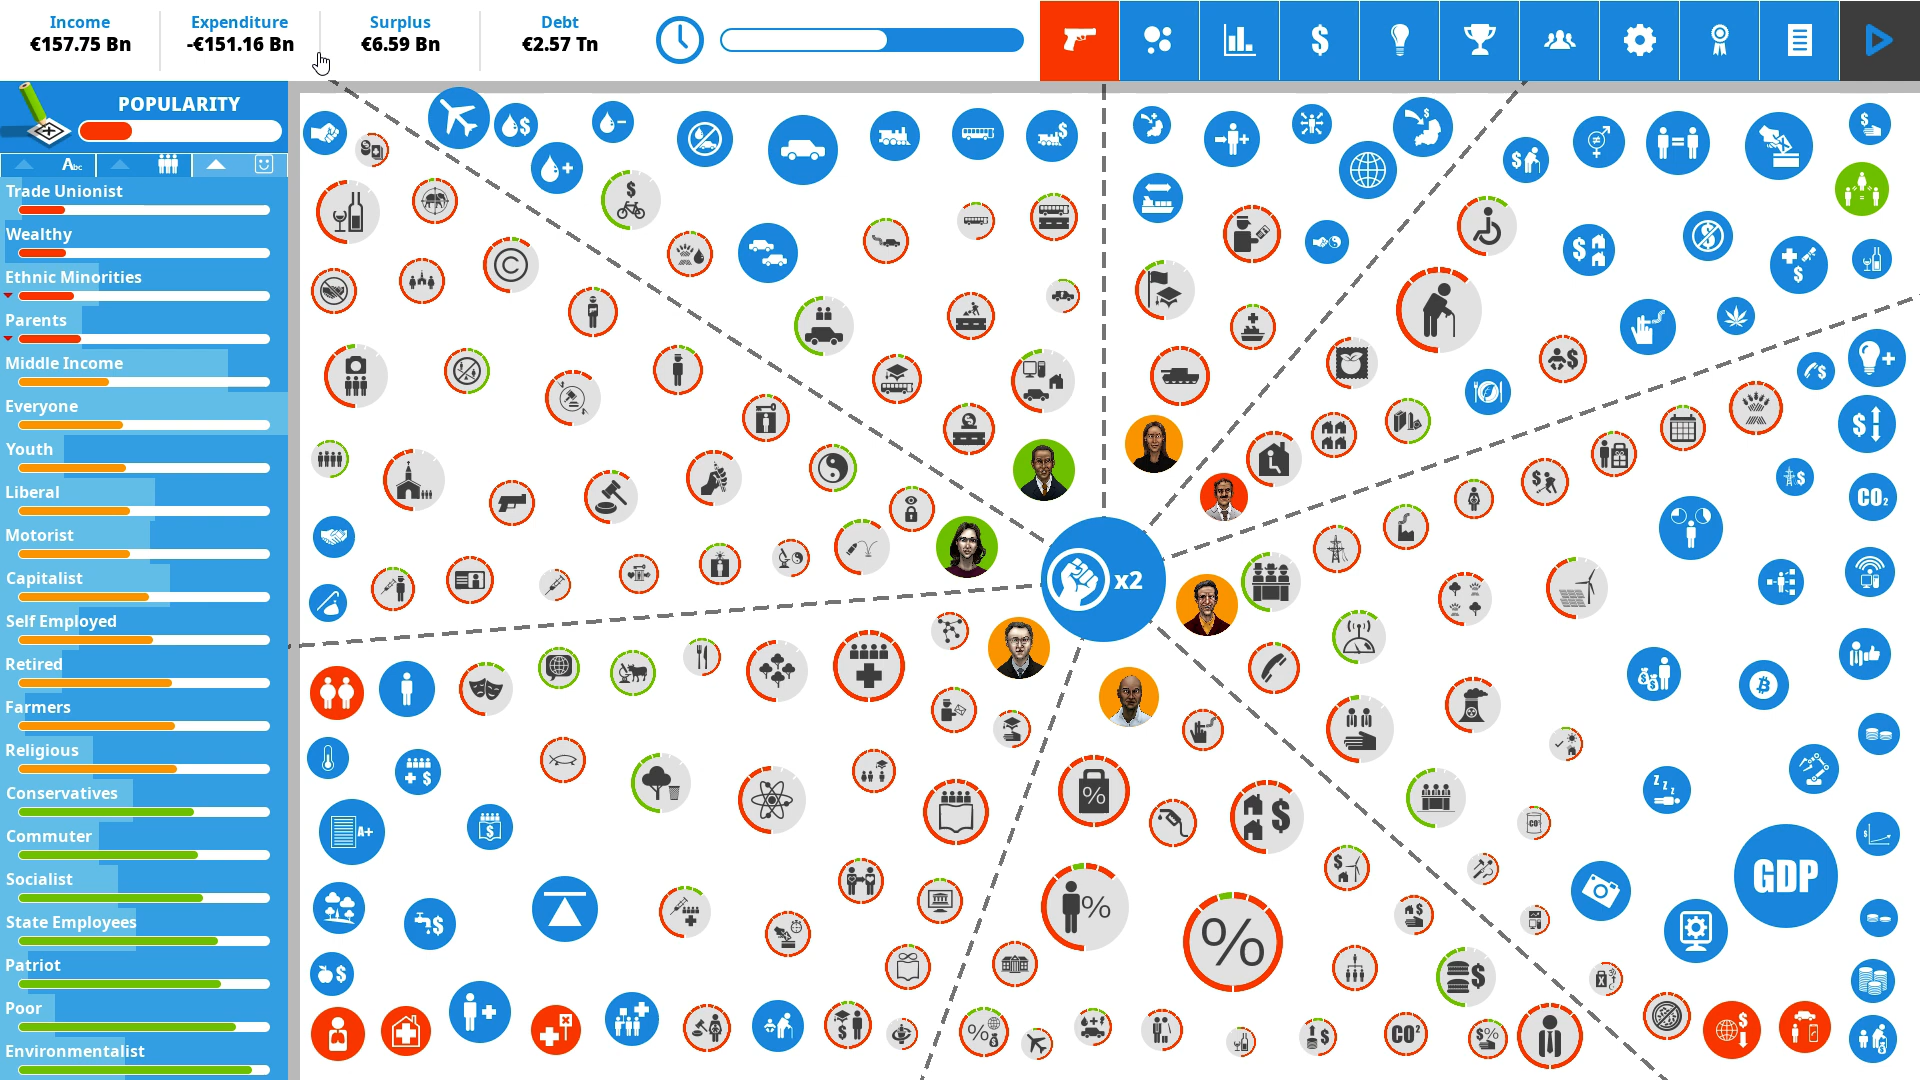 Income
€157.75 Bn
Expenditure
-€151.16 Bn
Surplus
€6.59 Bn
Debt
€2.57 Tn
POPULARITY
Abc
Trade Unionist
Wealthy
Ethnic Minorities
Parents
Middle Income
Everyone
Youth
Liberal
Motorist
Capitalist
Self Employed
Retired
Farmers
Religious
Conservatives
Commuter
Socialist
State Employees
Patriot
Poor
Environmentalist
x2
CO₂
A+
%
%
%
GDP
CO²